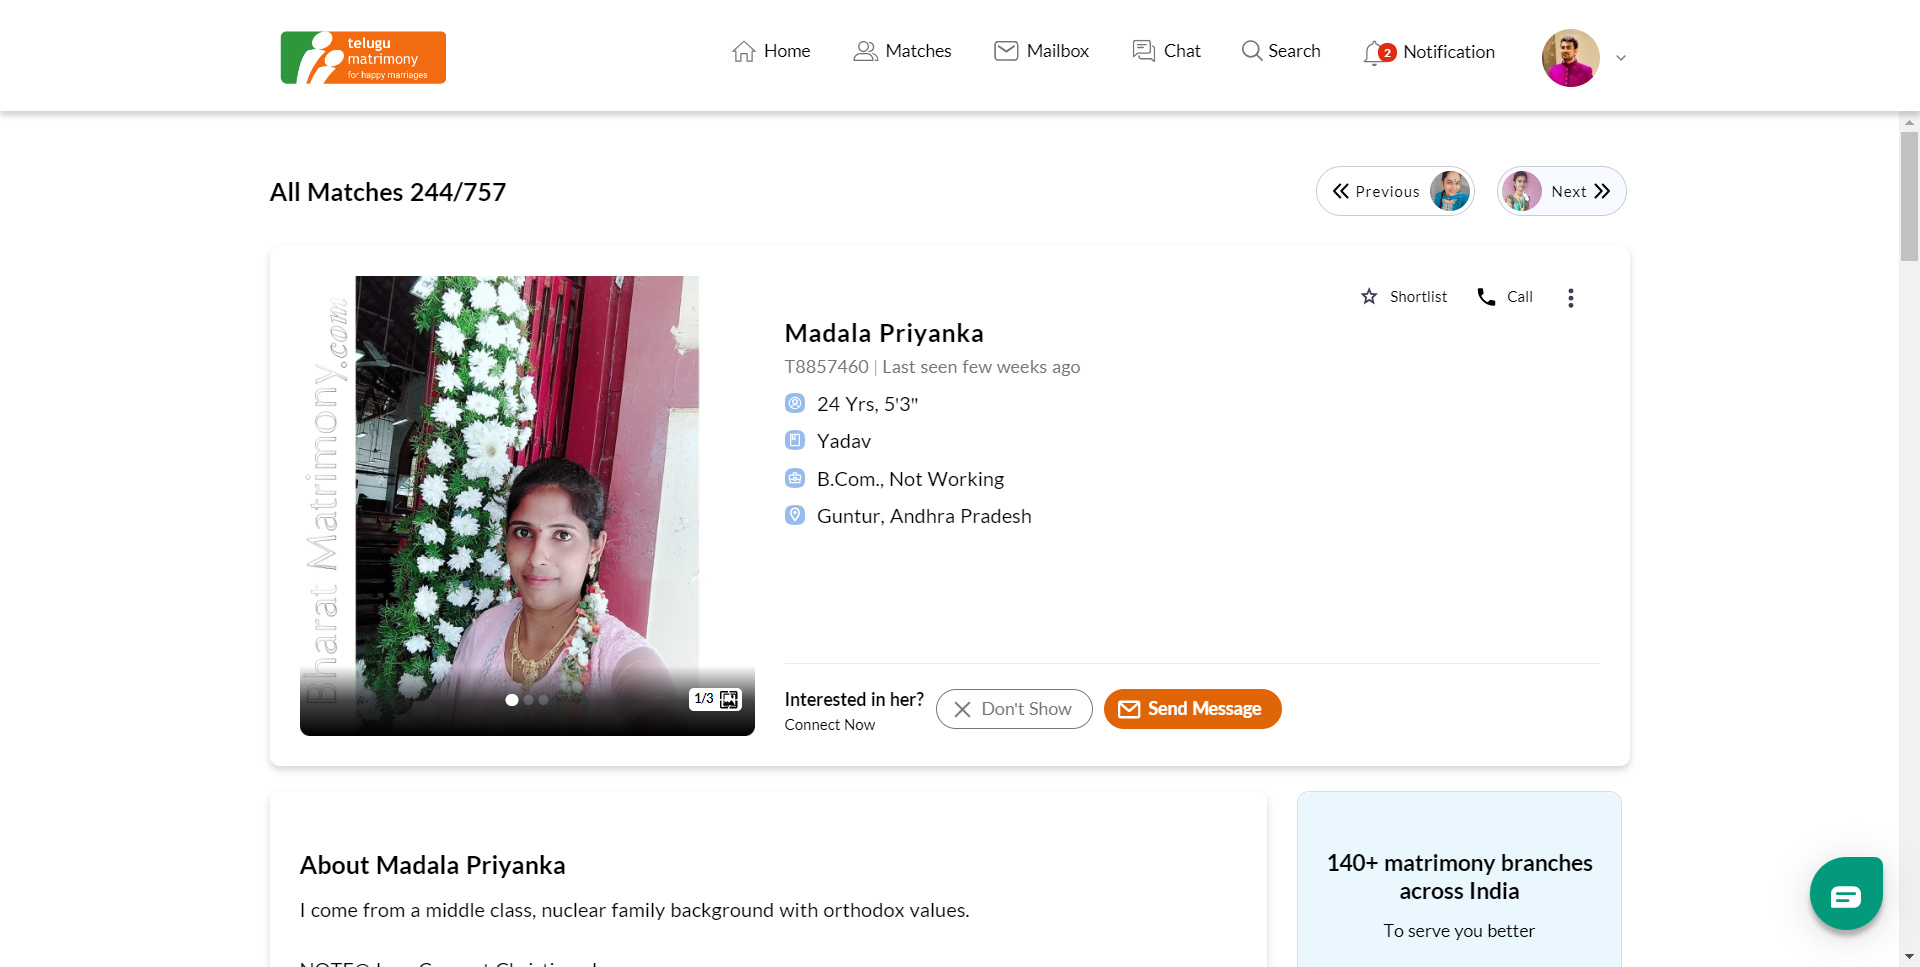 telugu
matrimony
for happy marriages
Home
Matches
Mailbox
Chat
Search
2
Notification
All Matches 244/757
Previous
Next
Bharat Matrimony.com
Shortlist
Call
Madala Priyanka
T8857460 | Last seen few weeks ago
24 Yrs, 5'3"
Yadav
B.Com., Not Working
Guntur, Andhra Pradesh
1/3
Interested in her?
Connect Now
Don't Show
Send Message
About Madala Priyanka
I come from a middle class, nuclear family background with orthodox values.
140+ matrimony branches
across India
To serve you better